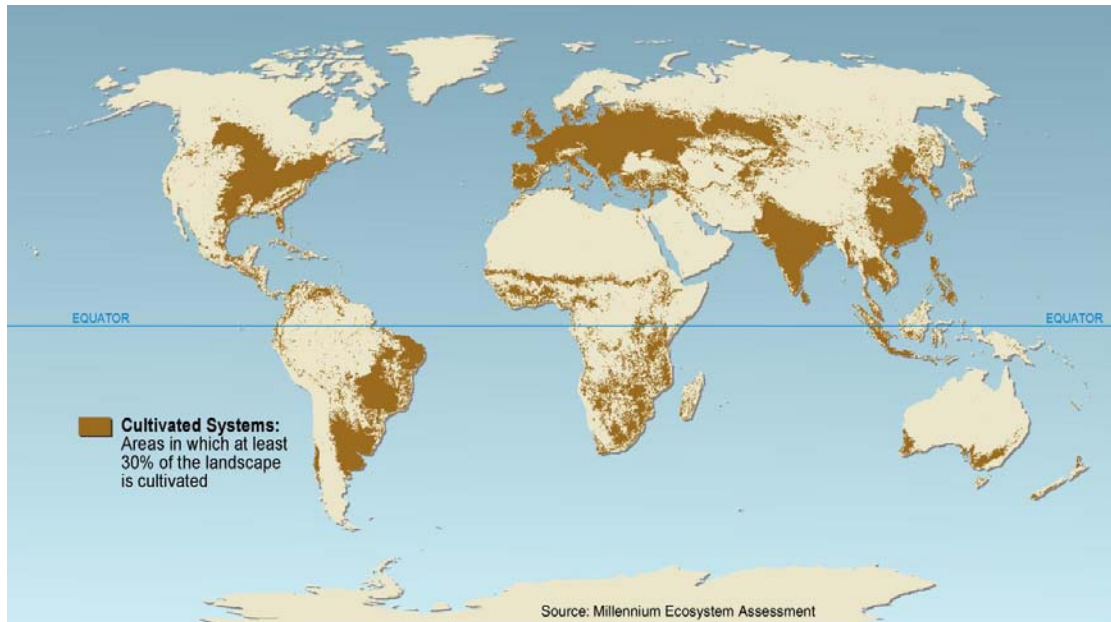 EQUATOR
EQUATOR
Cultivated Systems:
Areas in which at least
30% of the landscape
is cultivated
Source: Millennium Ecosystem Assessment